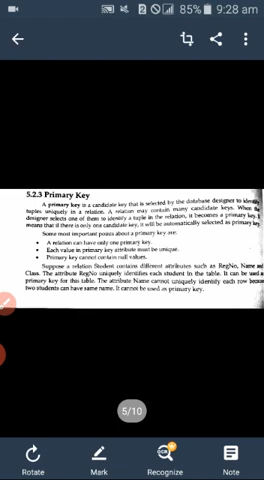 85% 9:28 am
5.2.3 Primary Key
A primary key is a candidate key that is selected by the database designer to identify
tuples uniquely in a relation. A relation may contain many candidate keys. When the
designer selects one of them to identify a tuple in the relation, it becomes a primary key. It
means that if there is only one candidate key, it will be automatically selected as primary key.
Some most important points about a primary key are:
• A relation can have only one primary key.
• Each value in primary key attribute must be unique.
• Primary key cannot contain null values.
Suppose a relation Student contains different attributes such as RegNo, Name and
Class. The attribute RegNo uniquely identifies each student in the table. It can be used as
primary key for this table. The attribute Name cannot uniquely identify each row because
two students can have same name. It cannot be used as primary key.
5/10
OCR
Rotate Mark Recognize Note